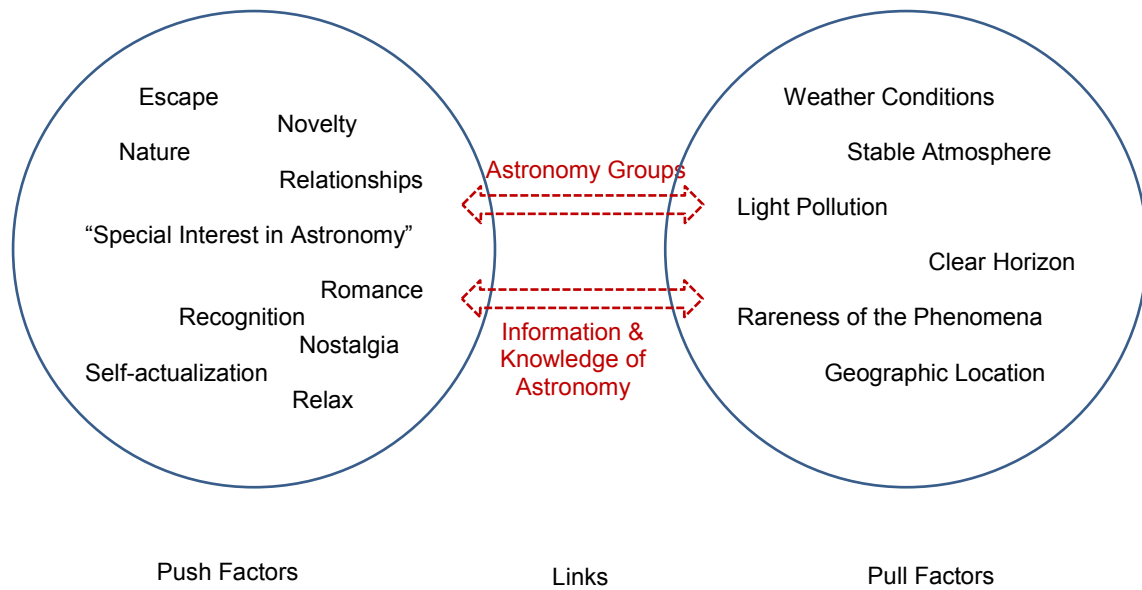 Escape
Novelty
Nature
Relationships
“Special Interest in Astronomy”
Romance
Recognition
Nostalgia
Self-actualization
Relax
Astronomy Groups
Information &
Knowledge of
Astronomy
Weather Conditions
Stable Atmosphere
Light Pollution
Clear Horizon
Rareness of the Phenomena
Geographic Location
Push Factors
Links
Pull Factors